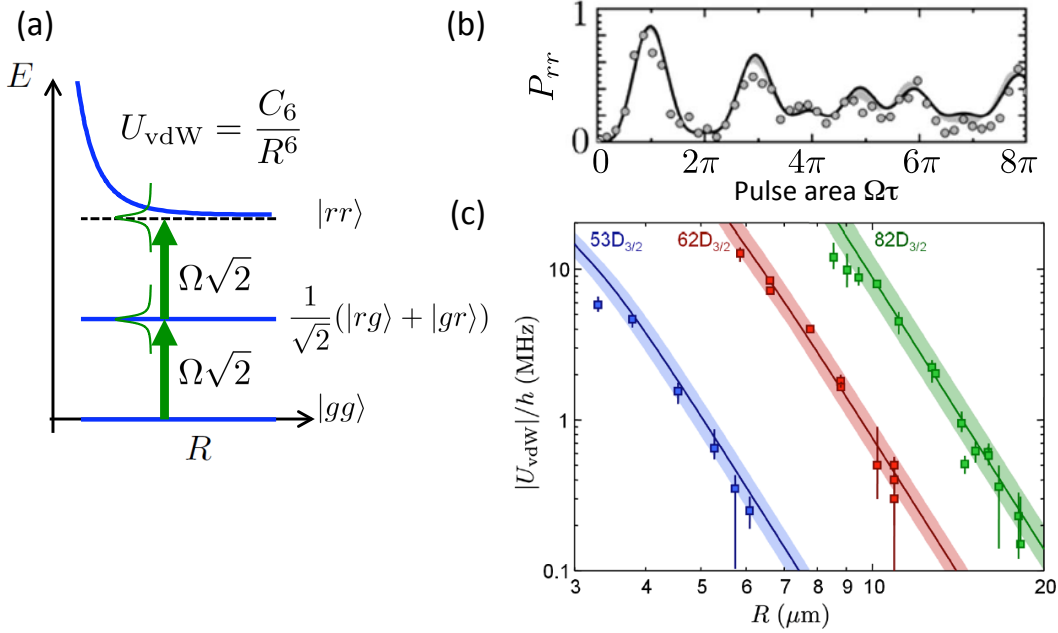 (a)
E
U_vdW = C_6/R^6
|rr⟩
Ω√2
1/√2(|rg⟩ + |gr⟩)
Ω√2
|gg⟩
R
(b)
P_rr
1
0
0 2π 4π 6π 8π
Pulse area Ωτ
(c)
|U_vdW|/h (MHz)
53D_3/2 62D_3/2 82D_3/2
10
1
0.1
3 4 5 6 7 8 9 10 20
R (μm)